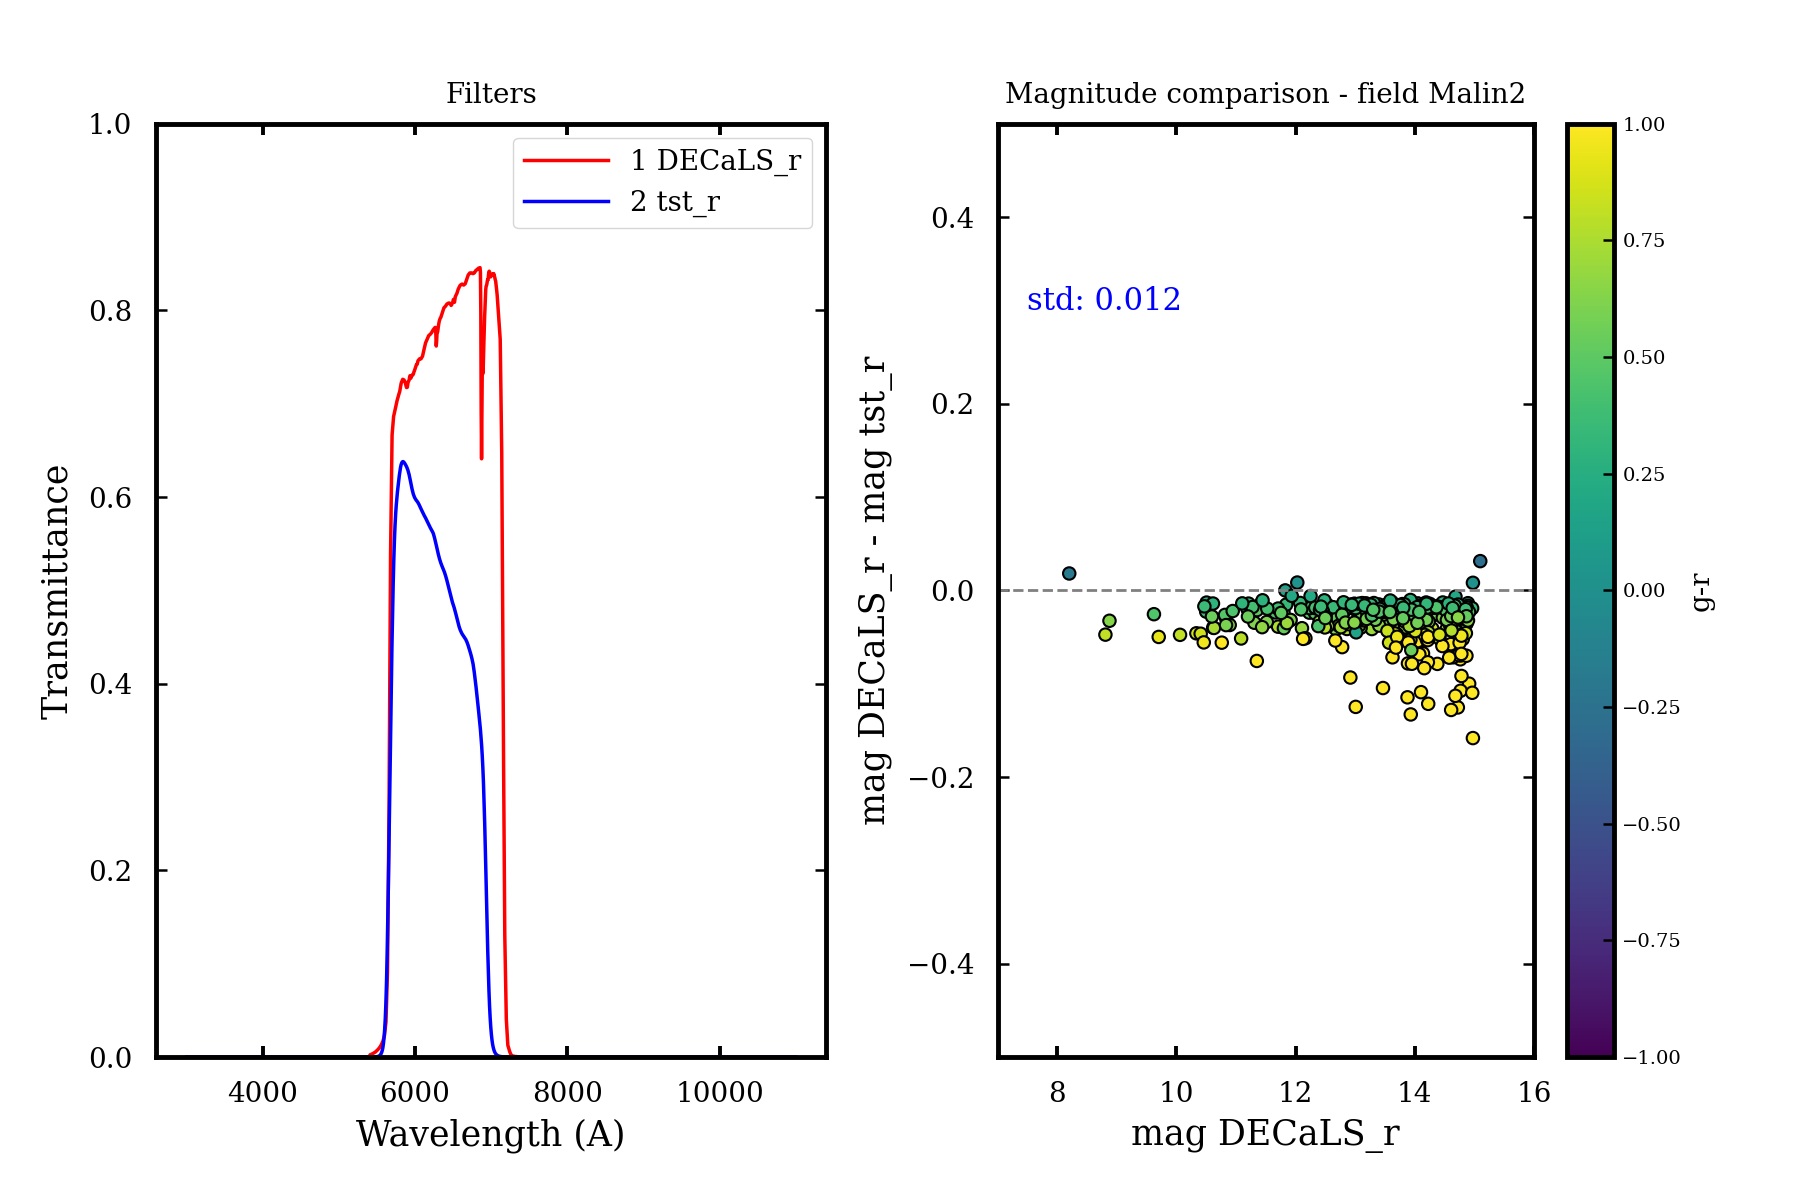 Filters
1.0
0.8
0.6
0.4
0.2
0.0
Transmittance
1 DECaLS_r
2 tst_r
4000
6000
8000
10000
Wavelength (A)
Magnitude comparison - field Malin2
0.4
0.2
0.0
−0.2
−0.4
mag DECaLS_r - mag tst_r
std: 0.012
8
10
12
14
16
mag DECaLS_r
1.00
0.75
0.50
0.25
0.00
−0.25
−0.50
−0.75
−1.00
g-r